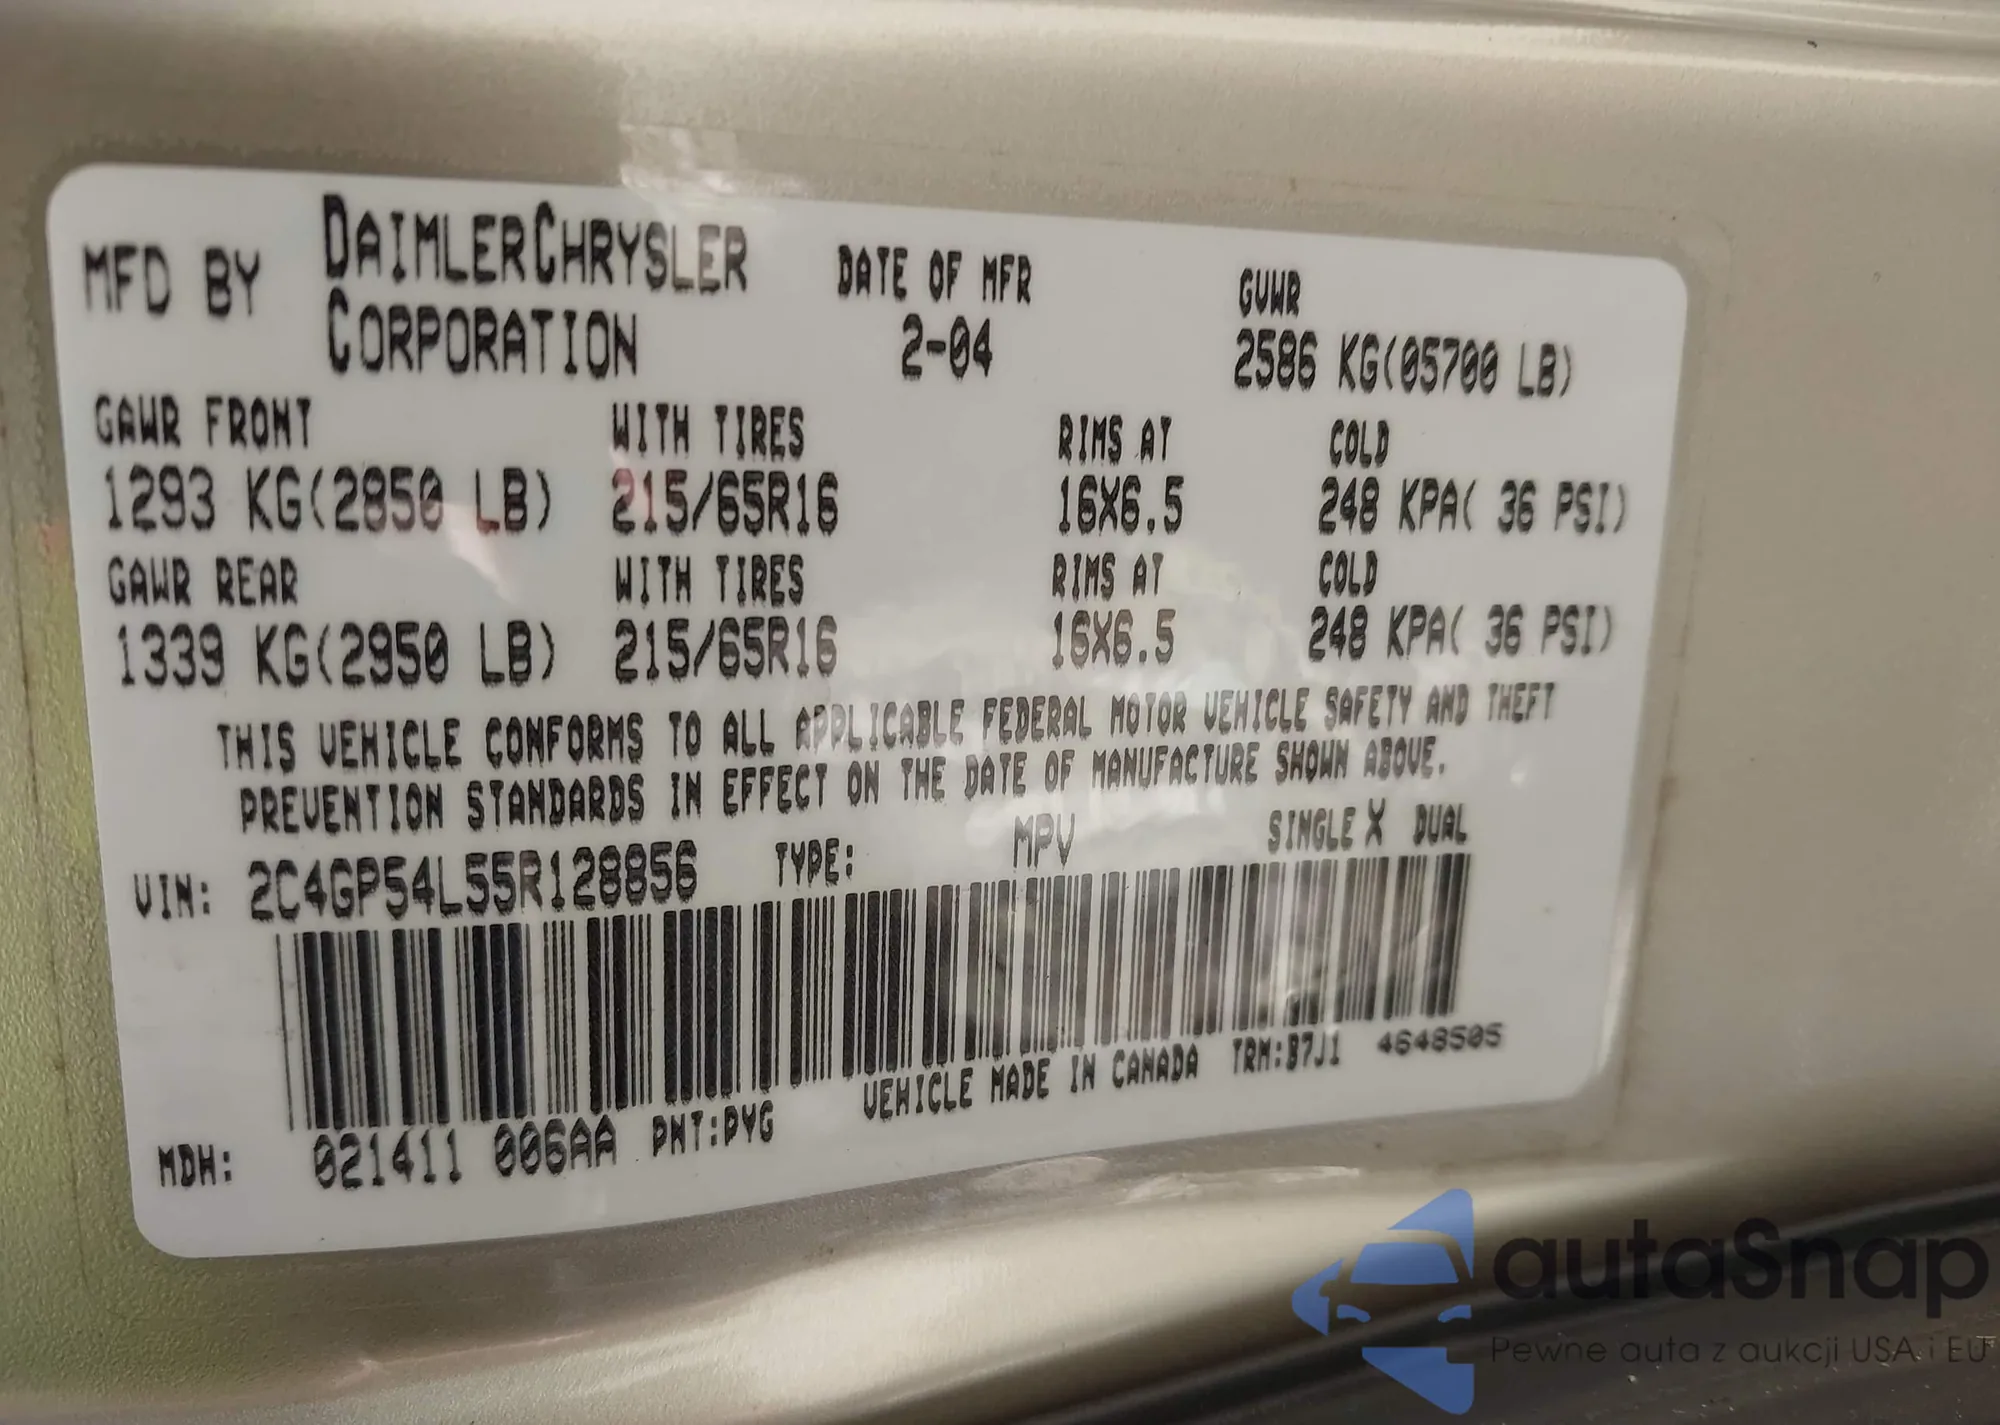 MFD BY DAIMLERCHRYSLER CORPORATION DATE OF MFR 2-04 GVWR 2586 KG(05700 LB)
GAWR FRONT WITH TIRES RIMS AT COLD
1293 KG(2850 LB) 215/65R16 16X6.5 248 KPA( 36 PSI)
GAWR REAR WITH TIRES RIMS AT COLD
1339 KG(2950 LB) 215/65R16 16X6.5 248 KPA( 36 PSI)
THIS VEHICLE CONFORMS TO ALL APPLICABLE FEDERAL MOTOR VEHICLE SAFETY AND THEFT
PREVENTION STANDARDS IN EFFECT ON THE DATE OF MANUFACTURE SHOWN ABOVE.
VIN: 2C4GP54L55R128856 TYPE: MPV SINGLE X DUAL
MDH: 021411 006AA PNT:PYG VEHICLE MADE IN CANADA TRM:B7J1 4648505
autaSnap
Pewne auta z aukcji USA i EU